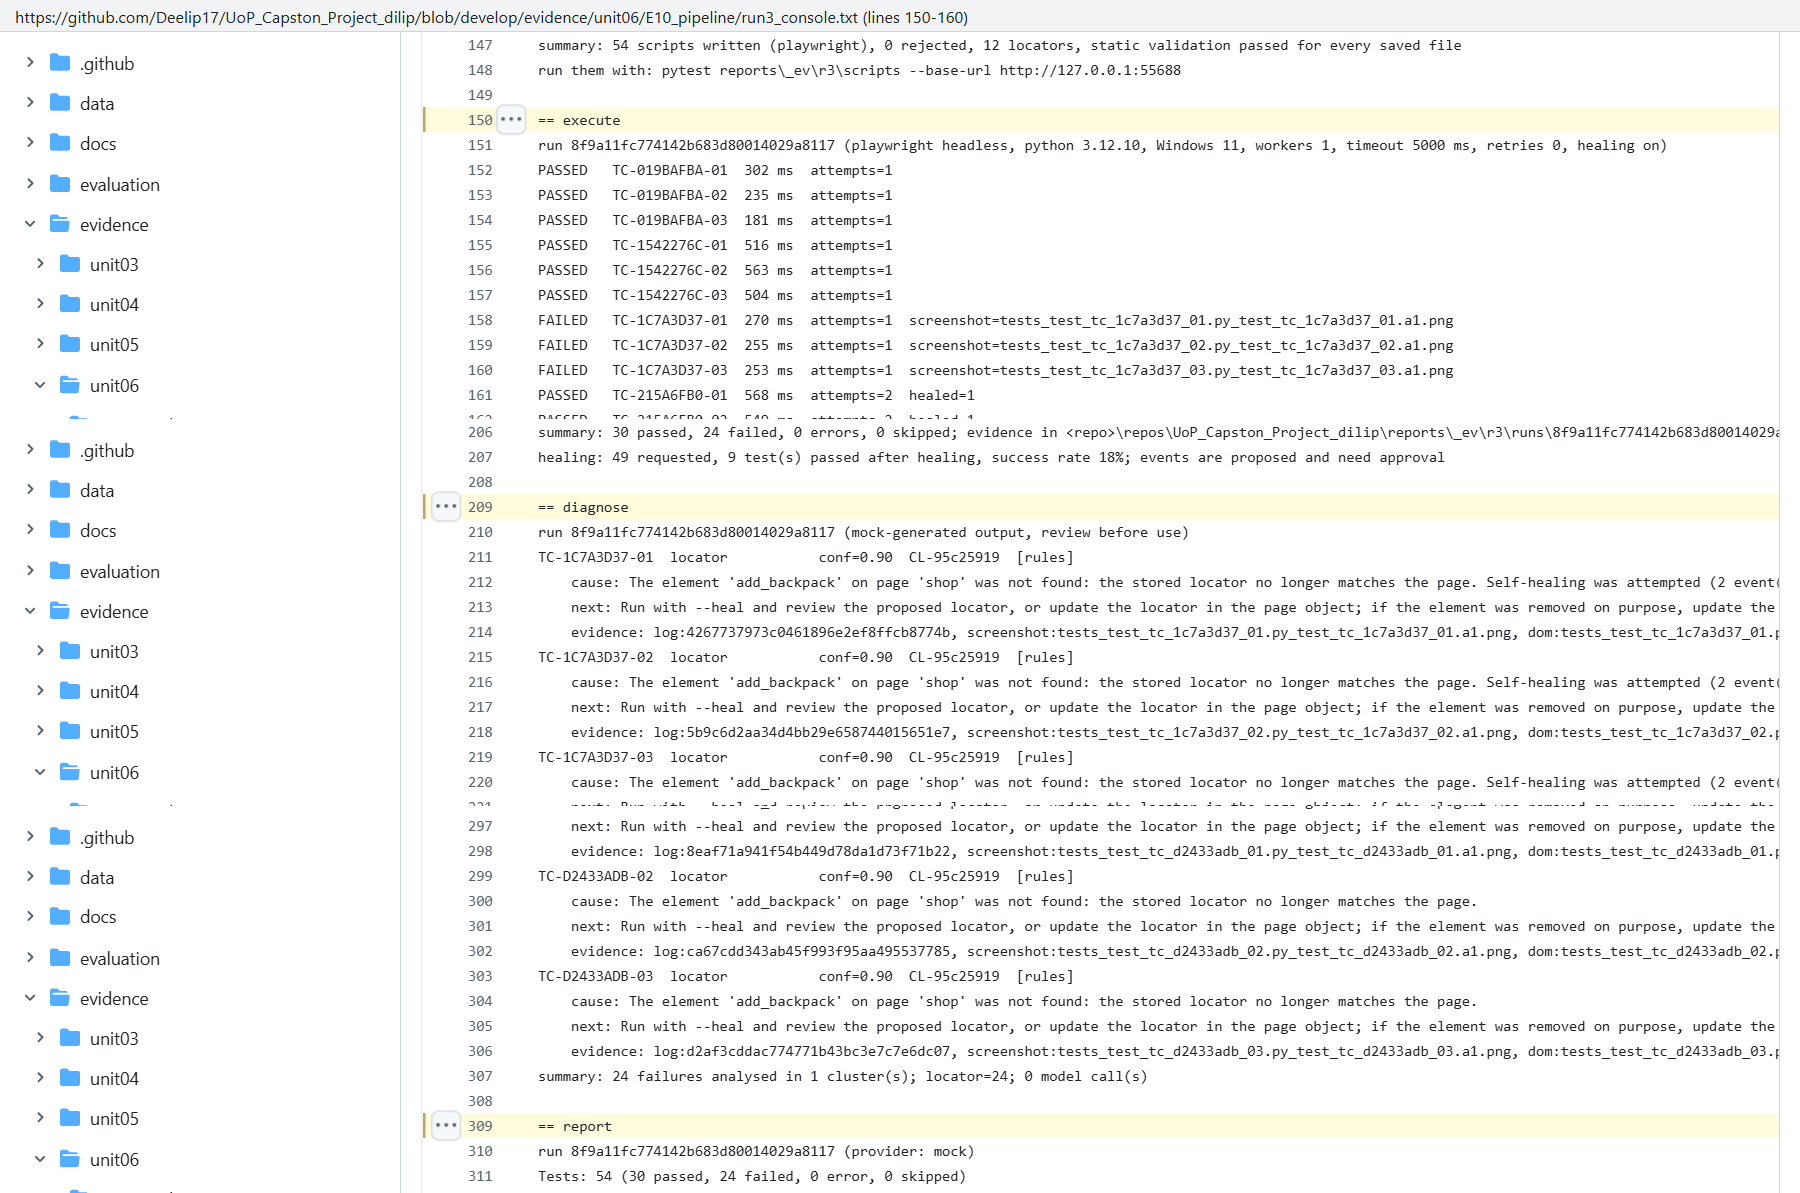 https://github.com/Deelip17/UoP_Capston_Project_dilip/blob/develop/evidence/unit06/E10_pipeline/run3_console.txt (lines 150-160)
.github
data
docs
evaluation
evidence
unit03
unit04
unit05
unit06
147 summary: 54 scripts written (playwright), 0 rejected, 12 locators, static validation passed for every saved file
148 run them with: pytest reports\_ev\r3\scripts --base-url http://127.0.0.1:55688
149
150 == execute
151 run 8f9a11fc774142b683d80014029a8117 (playwright headless, python 3.12.10, Windows 11, workers 1, timeout 5000 ms, retries 0, healing on)
152 PASSED TC-019BAFBA-01 302 ms attempts=1
153 PASSED TC-019BAFBA-02 235 ms attempts=1
154 PASSED TC-019BAFBA-03 181 ms attempts=1
155 PASSED TC-1542276C-01 516 ms attempts=1
156 PASSED TC-1542276C-02 563 ms attempts=1
157 PASSED TC-1542276C-03 504 ms attempts=1
158 FAILED TC-1C7A3D37-01 270 ms attempts=1 screenshot=tests_test_tc_1c7a3d37_01.py_test_tc_1c7a3d37_01.a1.png
159 FAILED TC-1C7A3D37-02 255 ms attempts=1 screenshot=tests_test_tc_1c7a3d37_02.py_test_tc_1c7a3d37_02.a1.png
160 FAILED TC-1C7A3D37-03 253 ms attempts=1 screenshot=tests_test_tc_1c7a3d37_03.py_test_tc_1c7a3d37_03.a1.png
161 PASSED TC-215A6FB0-01 568 ms attempts=2 healed=1
.github
data
docs
evaluation
evidence
unit03
unit04
unit05
unit06
206 summary: 30 passed, 24 failed, 0 errors, 0 skipped; evidence in <repo>\repos\UoP_Capston_Project_dilip\reports\_ev\r3\runs\8f9a11fc774142b683d80014029a
207 healing: 49 requested, 9 test(s) passed after healing, success rate 18%; events are proposed and need approval
208
209 == diagnose
210 run 8f9a11fc774142b683d80014029a8117 (mock-generated output, review before use)
211 TC-1C7A3D37-01 locator conf=0.90 CL-95c25919 [rules]
212 cause: The element 'add_backpack' on page 'shop' was not found: the stored locator no longer matches the page. Self-healing was attempted (2 event(
213 next: Run with --heal and review the proposed locator, or update the locator in the page object; if the element was removed on purpose, update the
214 evidence: log:4267737973c0461896e2ef8ffcb8774b, screenshot:tests_test_tc_1c7a3d37_01.py_test_tc_1c7a3d37_01.a1.png, dom:tests_test_tc_1c7a3d37_01.p
215 TC-1C7A3D37-02 locator conf=0.90 CL-95c25919 [rules]
216 cause: The element 'add_backpack' on page 'shop' was not found: the stored locator no longer matches the page. Self-healing was attempted (2 event(
217 next: Run with --heal and review the proposed locator, or update the locator in the page object; if the element was removed on purpose, update the
218 evidence: log:5b9c6d2aa34d4bb29e658744015651e7, screenshot:tests_test_tc_1c7a3d37_02.py_test_tc_1c7a3d37_02.a1.png, dom:tests_test_tc_1c7a3d37_02.p
219 TC-1C7A3D37-03 locator conf=0.90 CL-95c25919 [rules]
220 cause: The element 'add_backpack' on page 'shop' was not found: the stored locator no longer matches the page. Self-healing was attempted (2 event(
.github
data
docs
evaluation
evidence
unit03
unit04
unit05
unit06
297 next: Run with --heal and review the proposed locator, or update the locator in the page object; if the element was removed on purpose, update the
298 evidence: log:8eaf71a941f54b449d78da1d73f71b22, screenshot:tests_test_tc_d2433adb_01.py_test_tc_d2433adb_01.a1.png, dom:tests_test_tc_d2433adb_01.p
299 TC-D2433ADB-02 locator conf=0.90 CL-95c25919 [rules]
300 cause: The element 'add_backpack' on page 'shop' was not found: the stored locator no longer matches the page.
301 next: Run with --heal and review the proposed locator, or update the locator in the page object; if the element was removed on purpose, update the
302 evidence: log:ca67cdd343ab45f993f95aa495537785, screenshot:tests_test_tc_d2433adb_02.py_test_tc_d2433adb_02.a1.png, dom:tests_test_tc_d2433adb_02.p
303 TC-D2433ADB-03 locator conf=0.90 CL-95c25919 [rules]
304 cause: The element 'add_backpack' on page 'shop' was not found: the stored locator no longer matches the page.
305 next: Run with --heal and review the proposed locator, or update the locator in the page object; if the element was removed on purpose, update the
306 evidence: log:d2af3cddac774771b43bc3e7c7e6dc07, screenshot:tests_test_tc_d2433adb_03.py_test_tc_d2433adb_03.a1.png, dom:tests_test_tc_d2433adb_03.p
307 summary: 24 failures analysed in 1 cluster(s); locator=24; 0 model call(s)
308
309 == report
310 run 8f9a11fc774142b683d80014029a8117 (provider: mock)
311 Tests: 54 (30 passed, 24 failed, 0 error, 0 skipped)